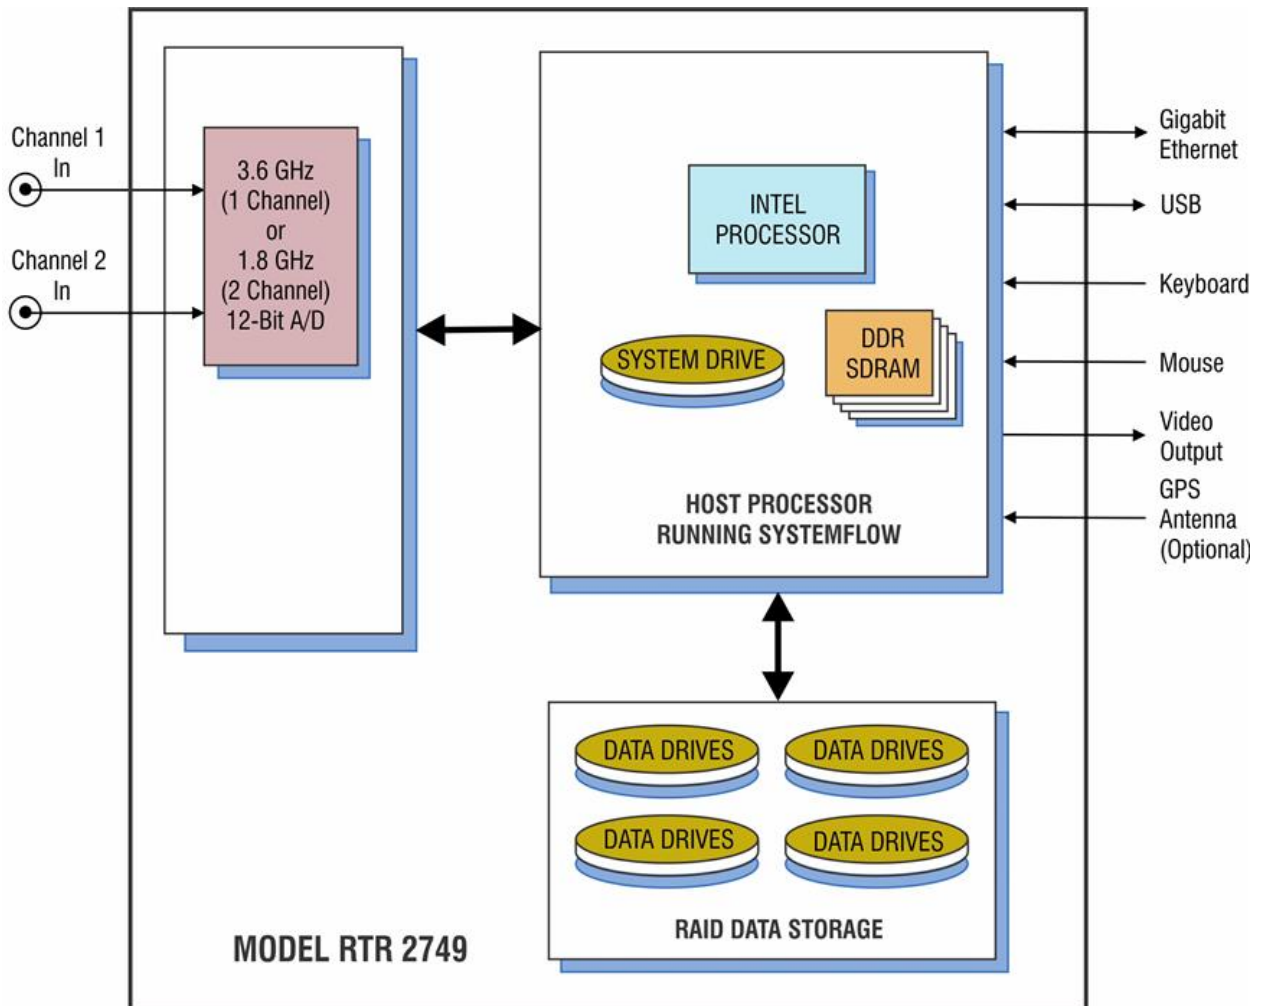 Channel 1
In
Channel 2
In
3.6 GHz
(1 Channel)
or
1.8 GHz
(2 Channel)
12-Bit A/D
INTEL
PROCESSOR
SYSTEM DRIVE
DDR
SDRAM
HOST PROCESSOR
RUNNING SYSTEMFLOW
Gigabit
Ethernet
USB
Keyboard
Mouse
Video
Output
GPS
Antenna
(Optional)
DATA DRIVES
DATA DRIVES
DATA DRIVES
DATA DRIVES
RAID DATA STORAGE
MODEL RTR 2749